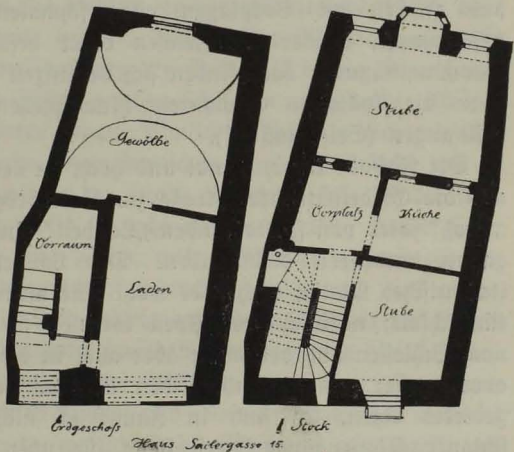 Gewölbe
Vorraum
Laden
Erdgeschoß
Stube
Vorplatz
Küche
Stube
I Stock
Haus Sailergasse 15.